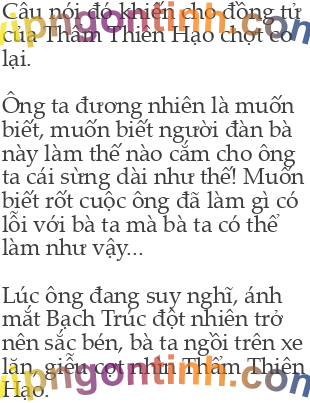 Câu nói đó khiến cho đồng tử
của Thẩm Thiên Hạo chợt co
lại.
Ông ta đương nhiên là muốn
biết, muốn biết người đàn bà
này làm thế nào cắm cho ông
ta cái sừng dài như thế! Muốn
biết rốt cuộc ông đã làm gì có
lỗi với bà ta mà bà ta có thể
làm như vậy...
Lúc ông đang suy nghĩ, ánh
mắt Bạch Trúc đột nhiên trở
nên sắc bén, bà ta ngồi trên xe
lăn, giễu cợt nhìn Thẩm Thiên
Hạo.
vipngontinh.com
vipngontinh.com